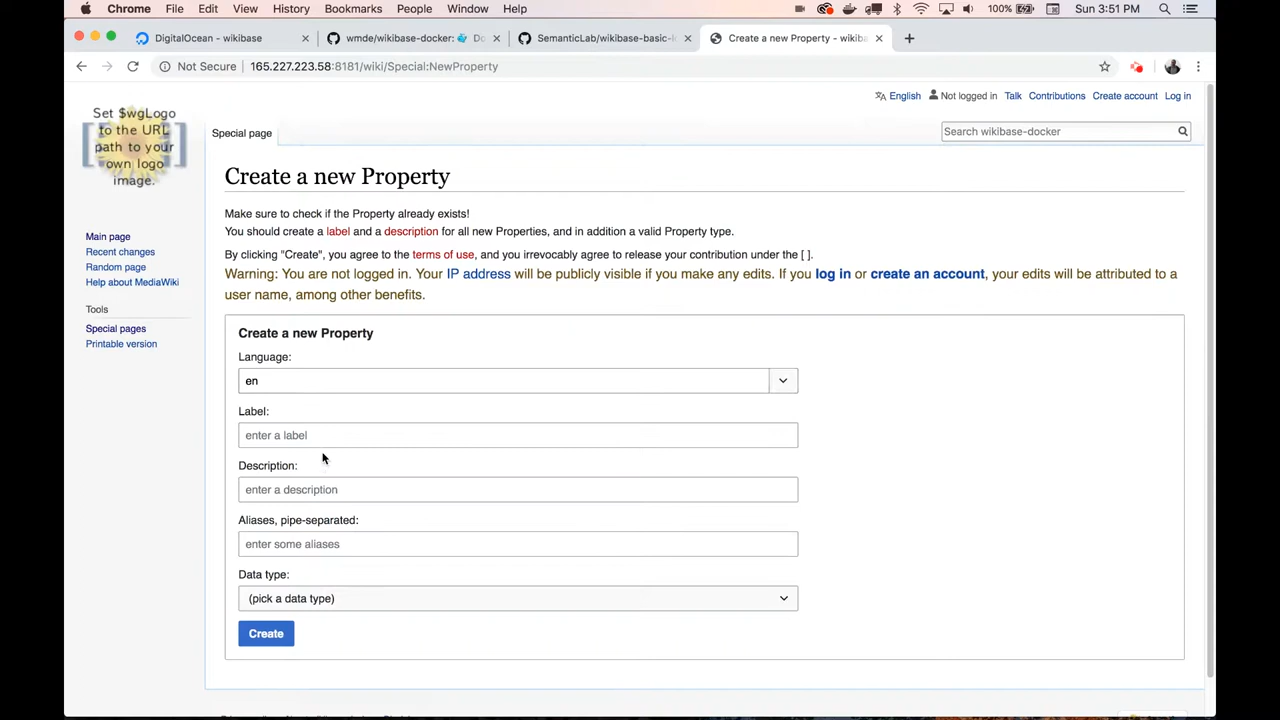 Chrome File Edit View History Bookmarks People Window Help 100% Sun 3:51 PM
DigitalOcean - wikibase
wmde/wikibase-docker:
SemanticLab/wikibase-basic-
Create a new Property - wikib
Not Secure 165.227.223.58:8181/wiki/Special:NewProperty
English Not logged in Talk Contributions Create account Log in
Set $wgLogo
to the URL
path to your
own logo
image.
Special page
Search wikibase-docker
Create a new Property
Make sure to check if the Property already exists!
You should create a label and a description for all new Properties, and in addition a valid Property type.
By clicking "Create", you agree to the terms of use, and you irrevocably agree to release your contribution under the [ ].
Warning: You are not logged in. Your IP address will be publicly visible if you make any edits. If you log in or create an account, your edits will be attributed to a
user name, among other benefits.
Main page
Recent changes
Random page
Help about MediaWiki
Tools
Special pages
Printable version
Create a new Property
Language:
en
Label:
enter a label
Description:
enter a description
Aliases, pipe-separated:
enter some aliases
Data type:
(pick a data type)
Create